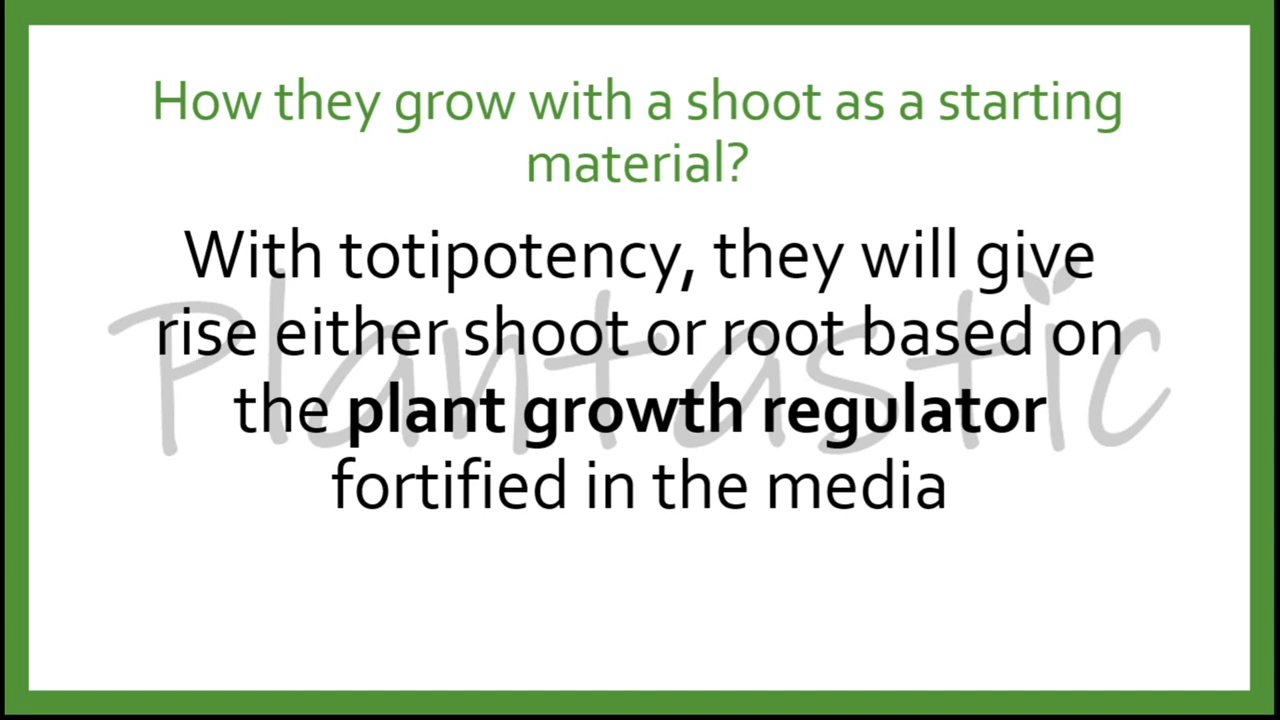 How they grow with a shoot as a starting
material?
With totipotency, they will give
rise either shoot or root based on
the plant growth regulator
fortified in the media
Plantastic